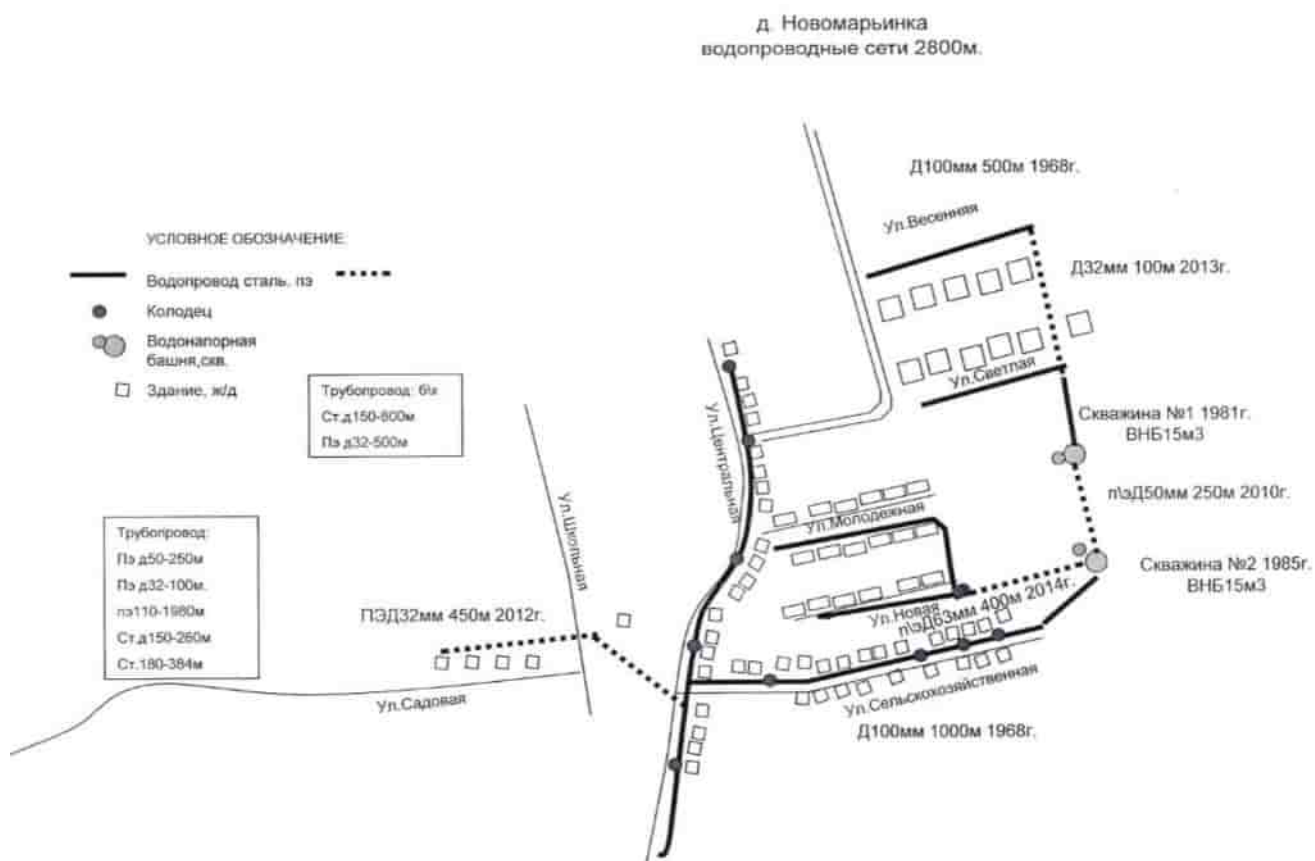 д. Новомарьинка
водопроводные сети 2800м.
Д100мм 500м 1968г.
Ул.Весенняя
УСЛОВНОЕ ОБОЗНАЧЕНИЕ:
Водопровод сталь, пэ
Д32мм 100м 2013г.
Колодец
Водонапорная
башня,скв.
Здание, ж/д
Трубопровод: б\х
Ст.д150-800м
Пэ д32-500м
Ул.Светлая
Ул.Центральная
Скважина №1 1981г.
ВНБ15м3
п\эД50мм 250м 2010г.
Ул.Школьная
Ул.Молодежная
Трубопровод:
Пэ д50-250м
Пэ д32-100м.
пэ110-1980м
Ст.д150-260м
Ст.180-384м
Скважина №2 1985г.
ВНБ15м3
ПЭД32мм 450м 2012г.
Ул.Новая
п\эД63мм 400м 2014г.
Ул.Садовая
Ул.Сельскохозяйственная
Д100мм 1000м 1968г.